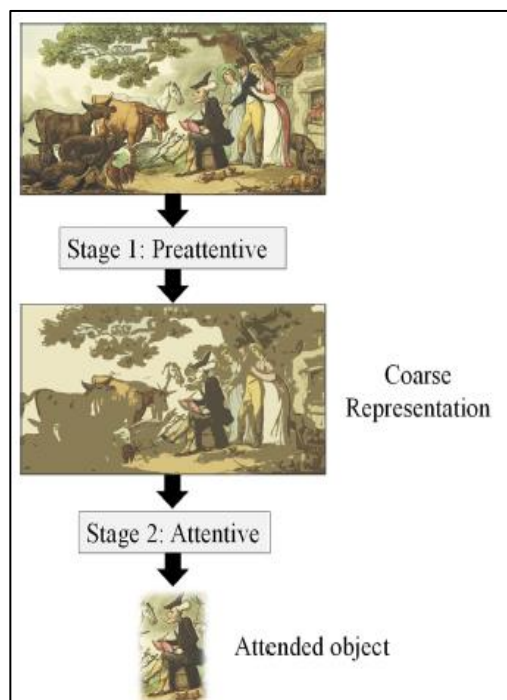 Stage 1: Preattentive
Coarse
Representation
Stage 2: Attentive
Attended object